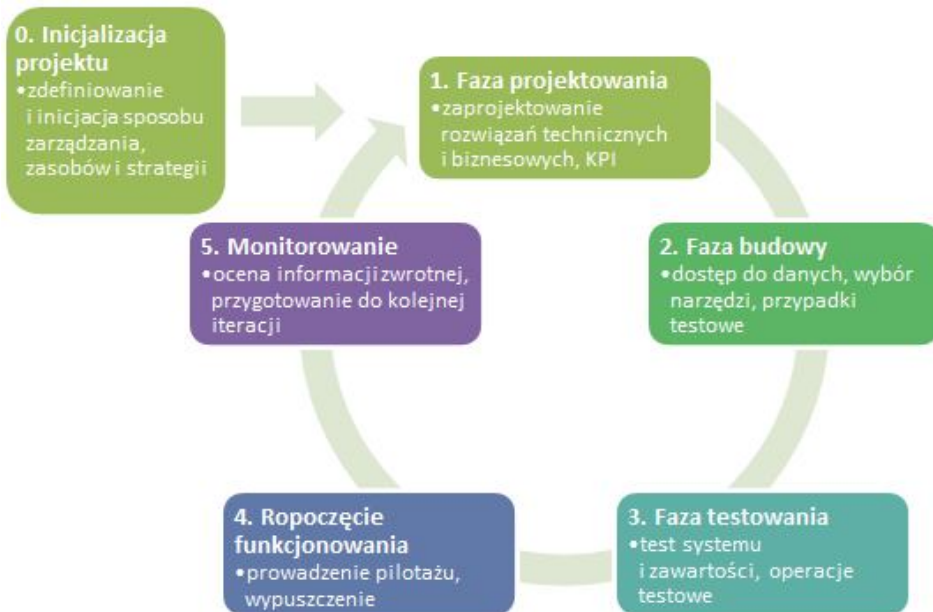 0. Inicjalizacja
projektu
•zdefiniowanie
i inicjacja sposobu
zarządzania,
zasobów i strategii
1. Faza projektowania
•zaprojektowanie
rozwiązań technicznych
i biznesowych, KPI
2. Faza budowy
•dostęp do danych, wybór
narzędzi, przypadki
testowe
3. Faza testowania
•test systemu
i zawartości, operacje
testowe
4. Ropoczęcie
funkcjonowania
•prowadzenie pilotażu,
wypuszczenie
5. Monitorowanie
•ocena informacji zwrotnej,
przygotowanie do kolejnej
iteracji